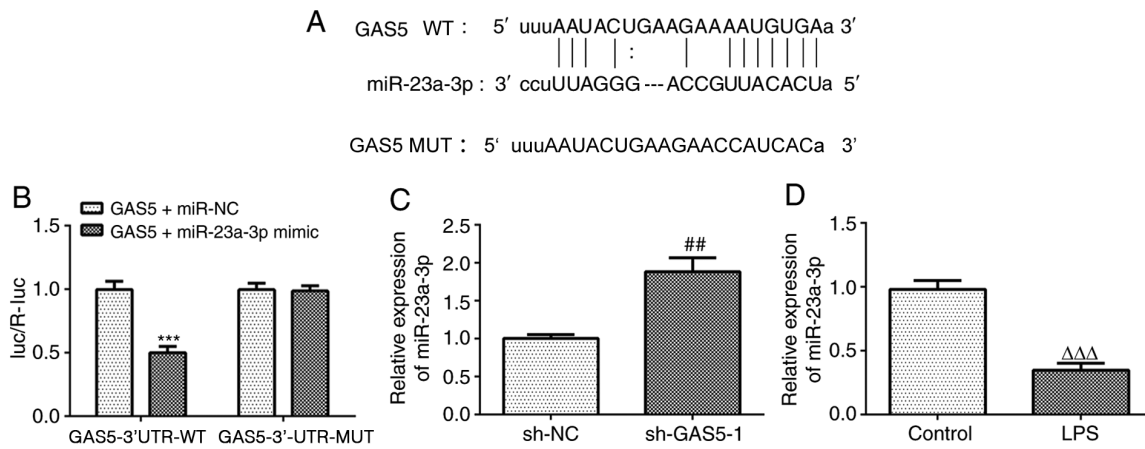 A
GAS5 WT : 5′ uuuAAUACUGAAGAAAAUGUGAa 3′
miR-23a-3p : 3′ ccuUUAGGG---ACCGUUACACUa 5′
GAS5 MUT : 5‘ uuuAAUACUGAAGAACCAUCACa 3’
B
GAS5 + miR-NC
GAS5 + miR-23a-3p mimic
luc/R-luc
1.5
1.0
0.5
0.0
***
GAS5-3’UTR-WT
GAS5-3’-UTR-MUT
C
Relative expression
of miR-23a-3p
2.5
2.0
1.5
1.0
0.5
0.0
##
sh-NC
sh-GAS5-1
D
Relative expression
of miR-23a-3p
1.5
1.0
0.5
0.0
ΔΔΔ
Control
LPS